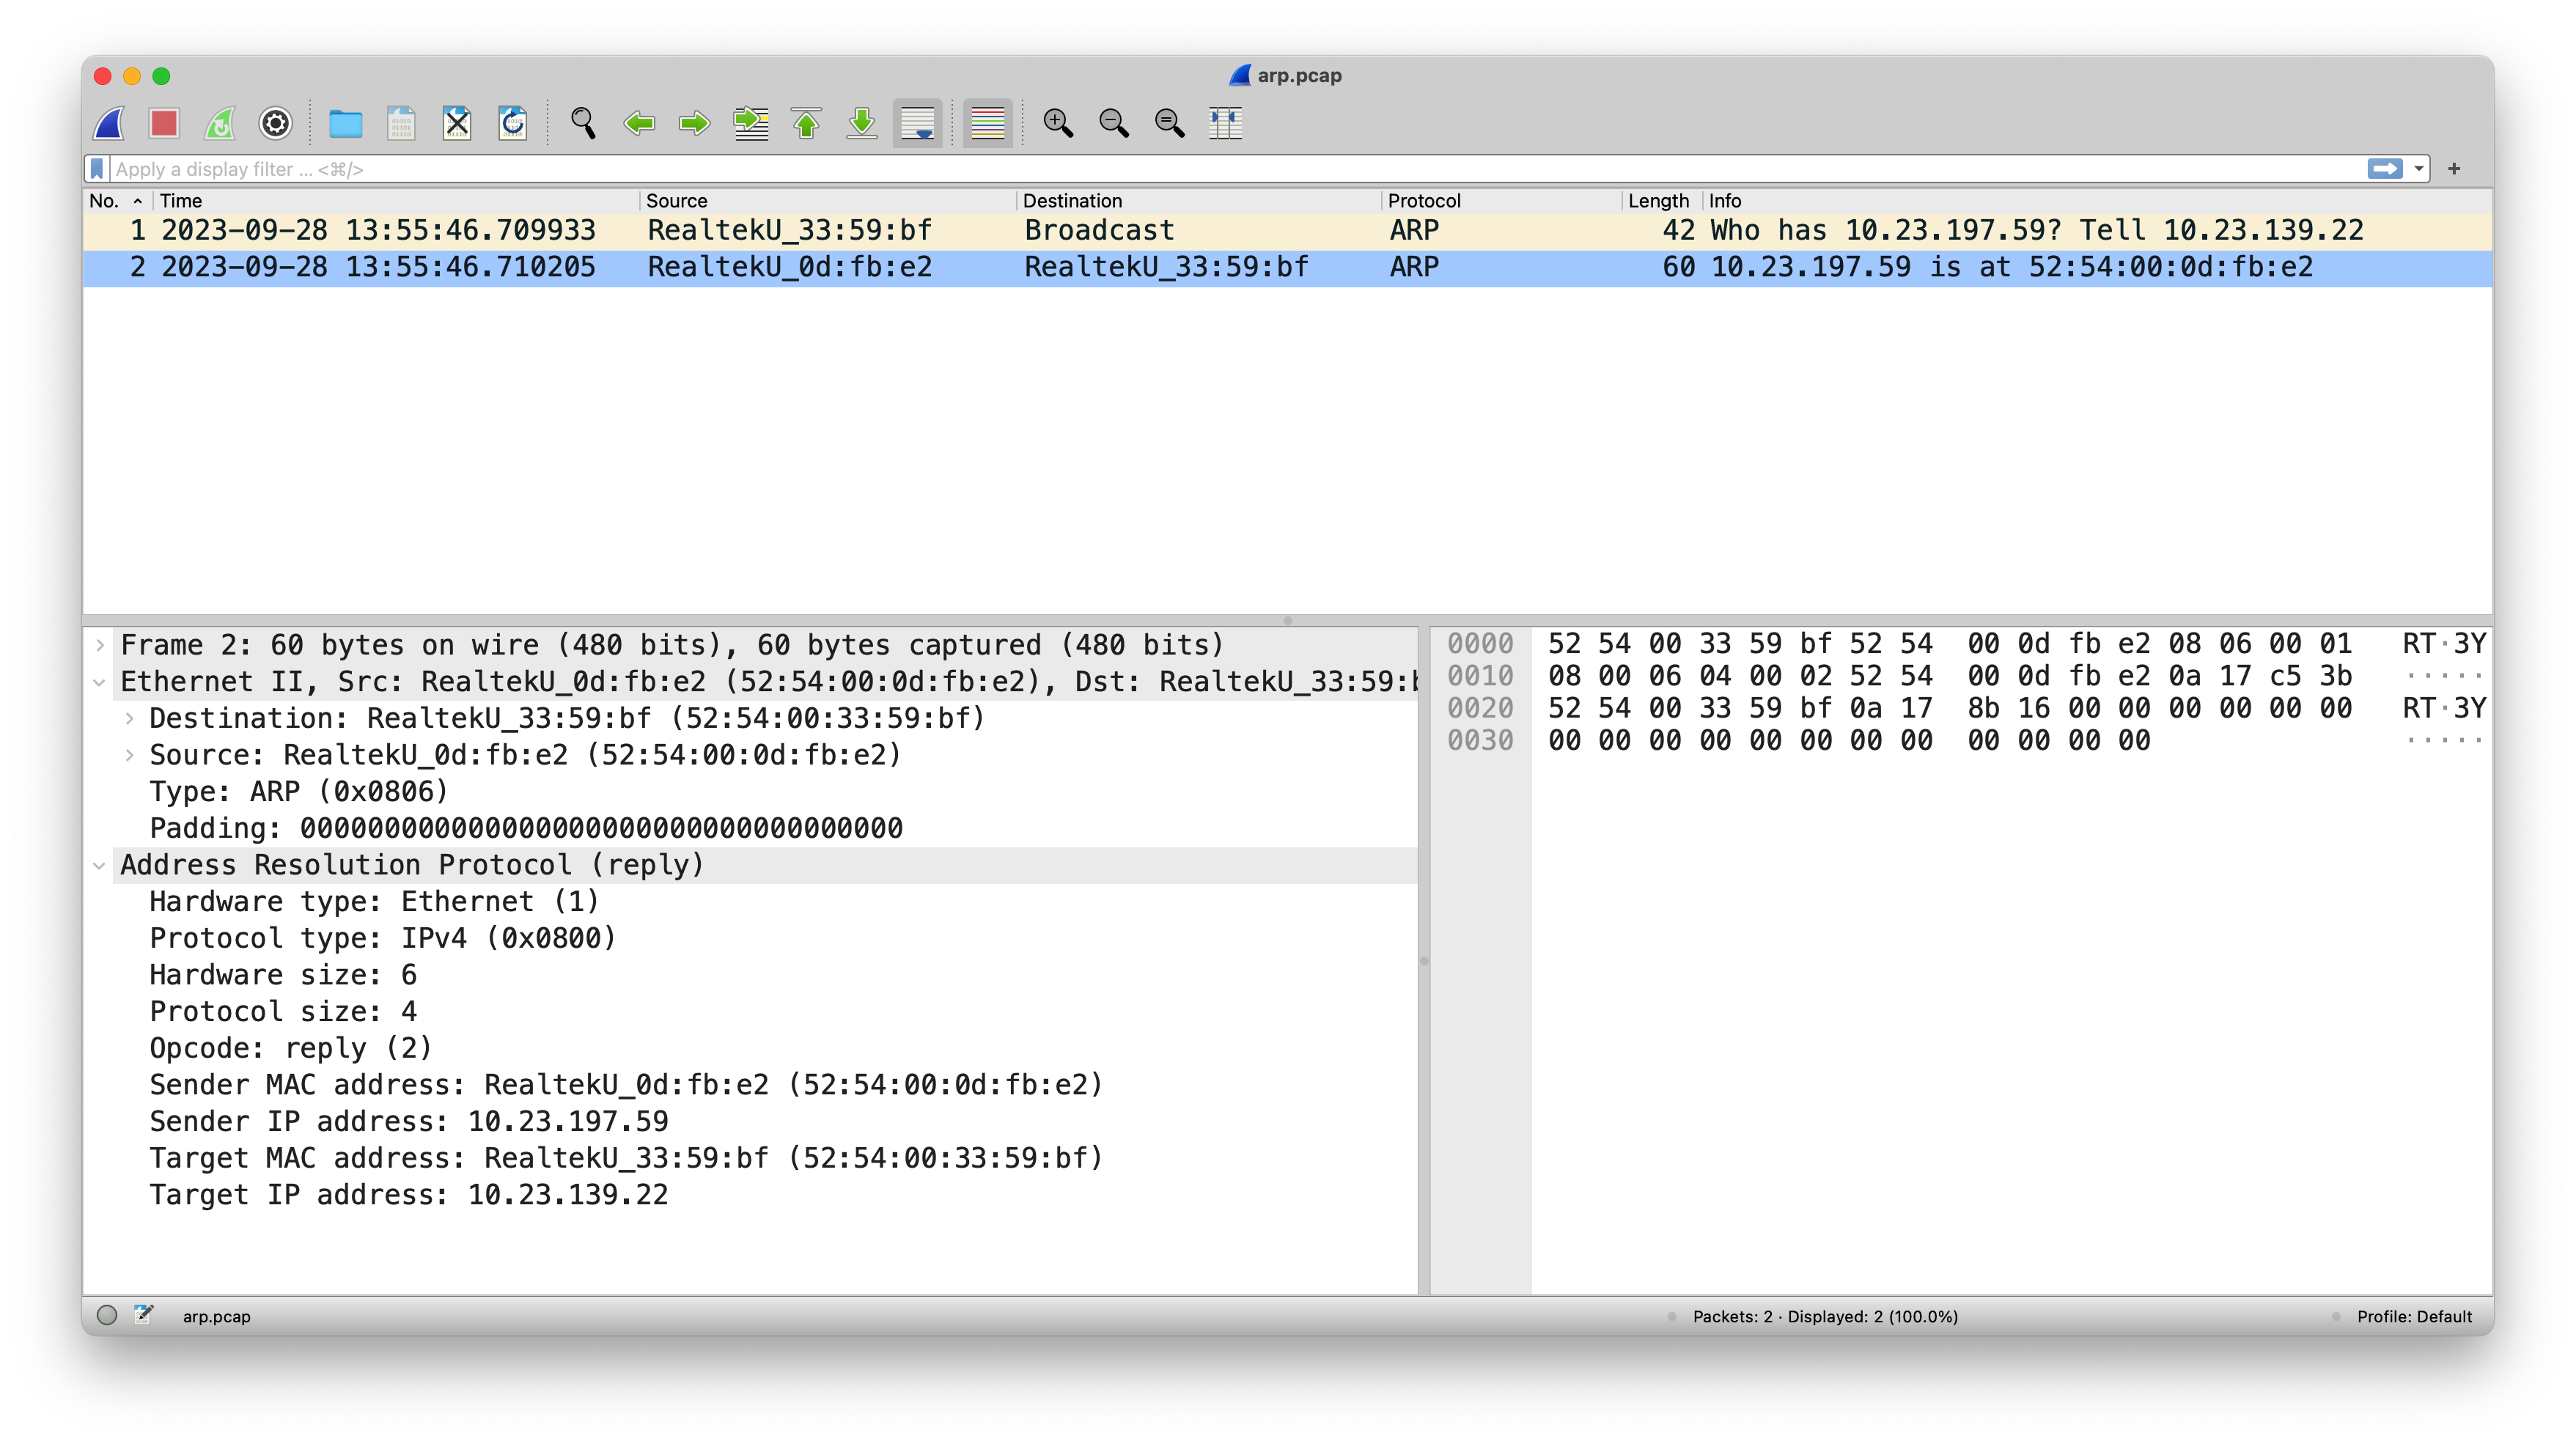 arp.pcap
Apply a display filter ... <⌘/>
No. Time Source Destination Protocol Length Info
1 2023-09-28 13:55:46.709933 RealtekU_33:59:bf Broadcast ARP 42 Who has 10.23.197.59? Tell 10.23.139.22
2 2023-09-28 13:55:46.710205 RealtekU_0d:fb:e2 RealtekU_33:59:bf ARP 60 10.23.197.59 is at 52:54:00:0d:fb:e2
Frame 2: 60 bytes on wire (480 bits), 60 bytes captured (480 bits)
Ethernet II, Src: RealtekU_0d:fb:e2 (52:54:00:0d:fb:e2), Dst: RealtekU_33:59:b
Destination: RealtekU_33:59:bf (52:54:00:33:59:bf)
Source: RealtekU_0d:fb:e2 (52:54:00:0d:fb:e2)
Type: ARP (0x0806)
Padding: 000000000000000000000000000000000000
Address Resolution Protocol (reply)
Hardware type: Ethernet (1)
Protocol type: IPv4 (0x0800)
Hardware size: 6
Protocol size: 4
Opcode: reply (2)
Sender MAC address: RealtekU_0d:fb:e2 (52:54:00:0d:fb:e2)
Sender IP address: 10.23.197.59
Target MAC address: RealtekU_33:59:bf (52:54:00:33:59:bf)
Target IP address: 10.23.139.22
0000 52 54 00 33 59 bf 52 54 00 0d fb e2 08 06 00 01 RT·3Y
0010 08 00 06 04 00 02 52 54 00 0d fb e2 0a 17 c5 3b ·····
0020 52 54 00 33 59 bf 0a 17 8b 16 00 00 00 00 00 00 RT·3Y
0030 00 00 00 00 00 00 00 00 00 00 00 00 ·····
arp.pcap
Packets: 2 · Displayed: 2 (100.0%)
Profile: Default